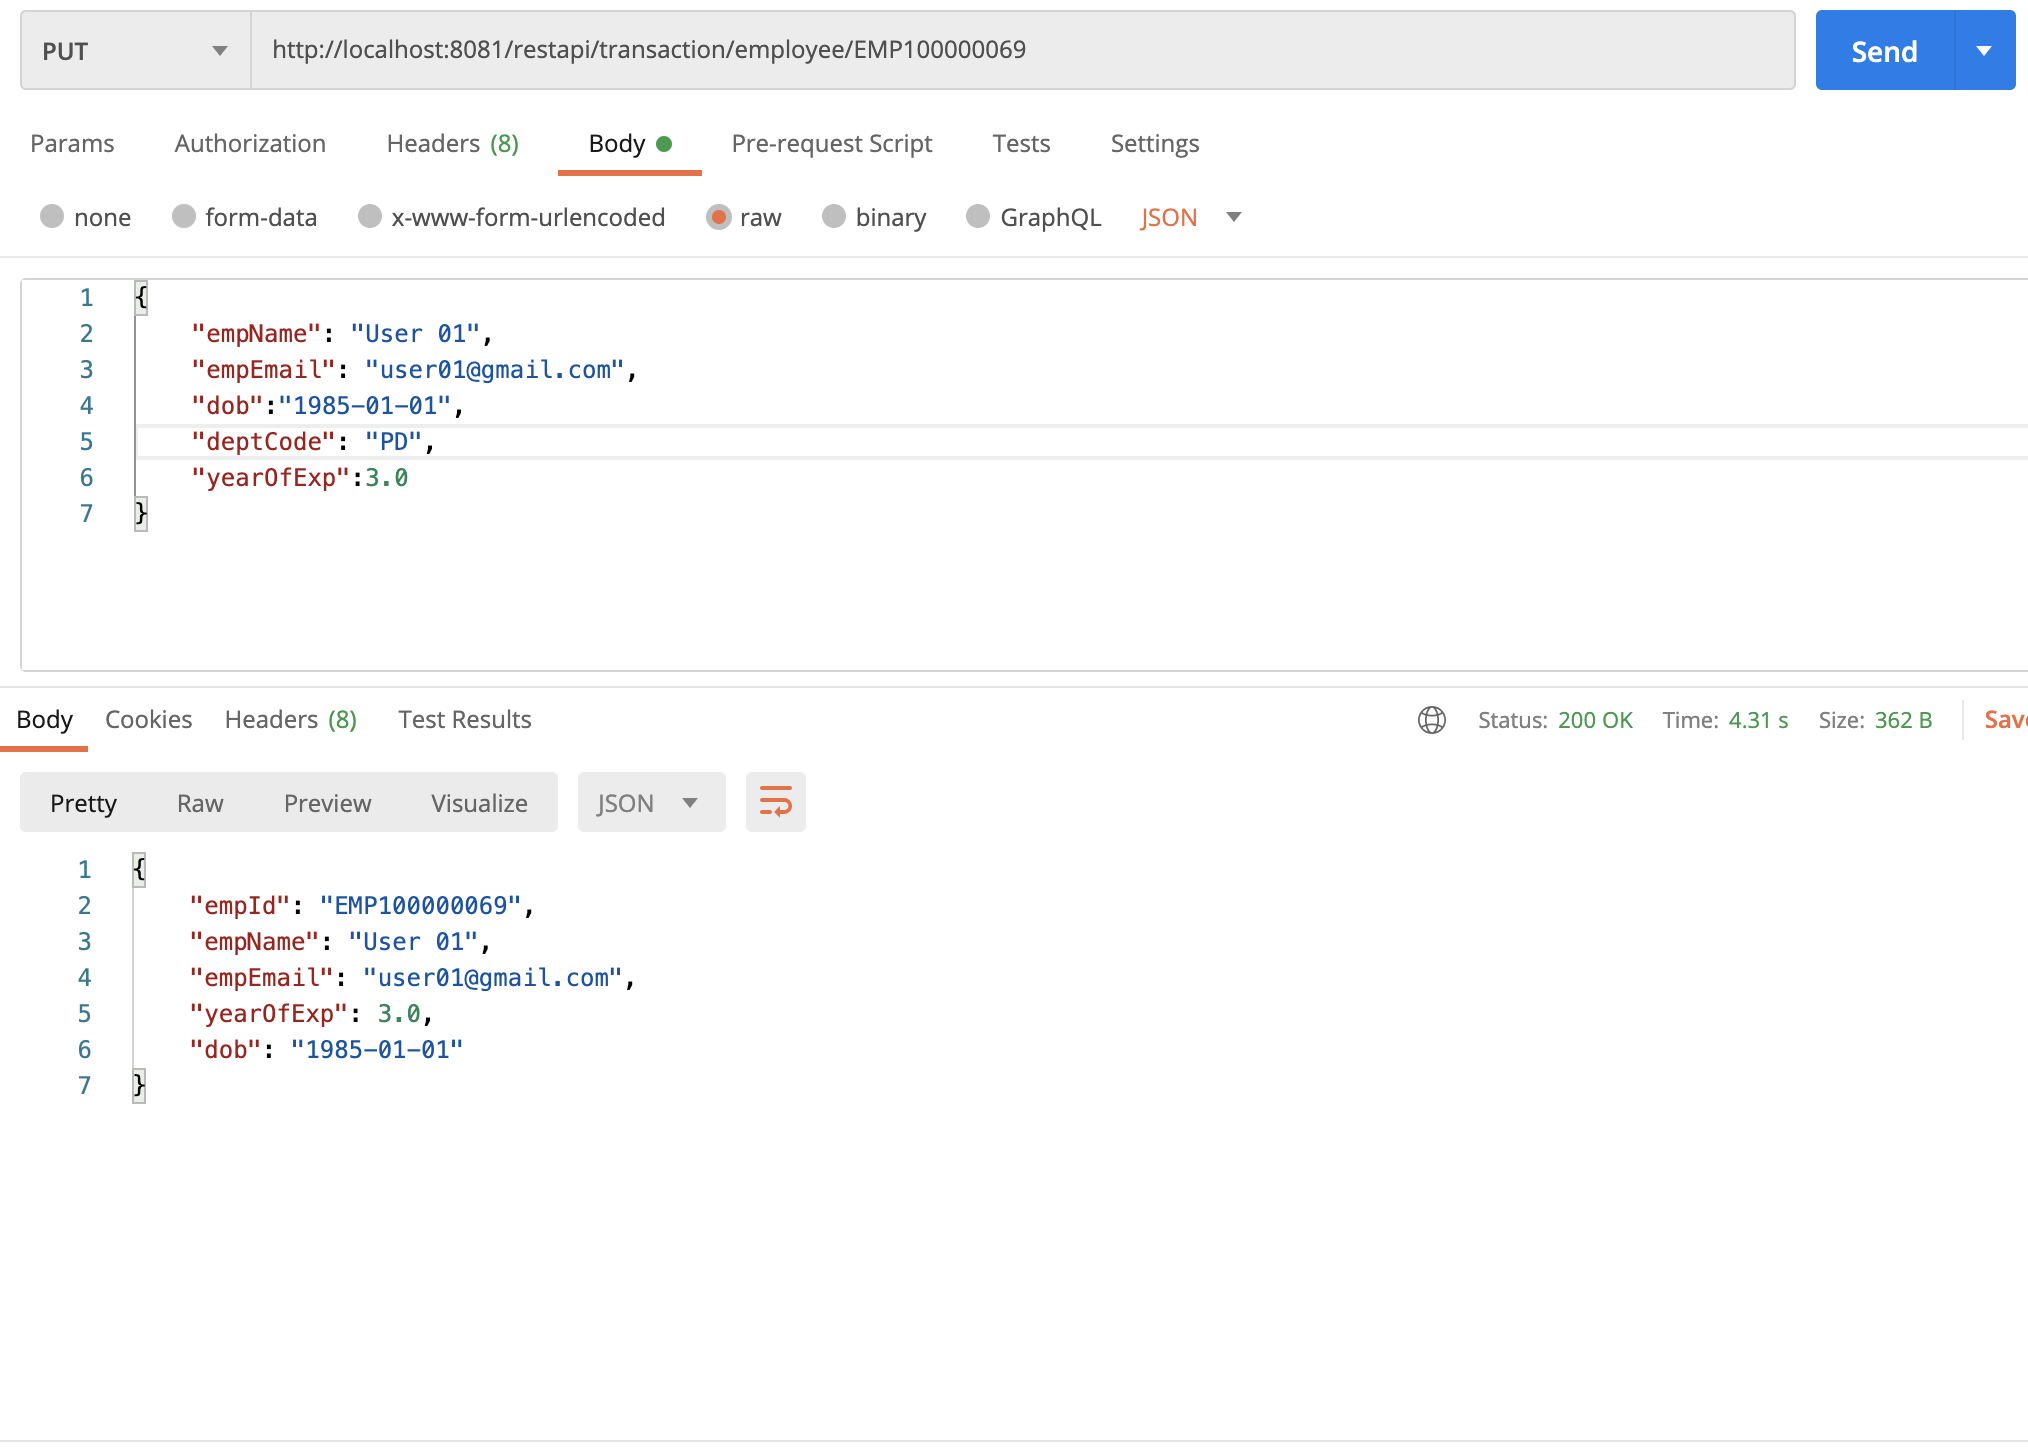 PUT http://localhost:8081/restapi/transaction/employee/EMP100000069 Send
Params Authorization Headers (8) Body Pre-request Script Tests Settings
none form-data x-www-form-urlencoded raw binary GraphQL JSON
1 {
2 "empName": "User 01",
3 "empEmail": "user01@gmail.com",
4 "dob":"1985-01-01",
5 "deptCode": "PD",
6 "yearOfExp":3.0
7 }
Body Cookies Headers (8) Test Results Status: 200 OK Time: 4.31 s Size: 362 B
Pretty Raw Preview Visualize JSON
1 {
2 "empId": "EMP100000069",
3 "empName": "User 01",
4 "empEmail": "user01@gmail.com",
5 "yearOfExp": 3.0,
6 "dob": "1985-01-01"
7 }